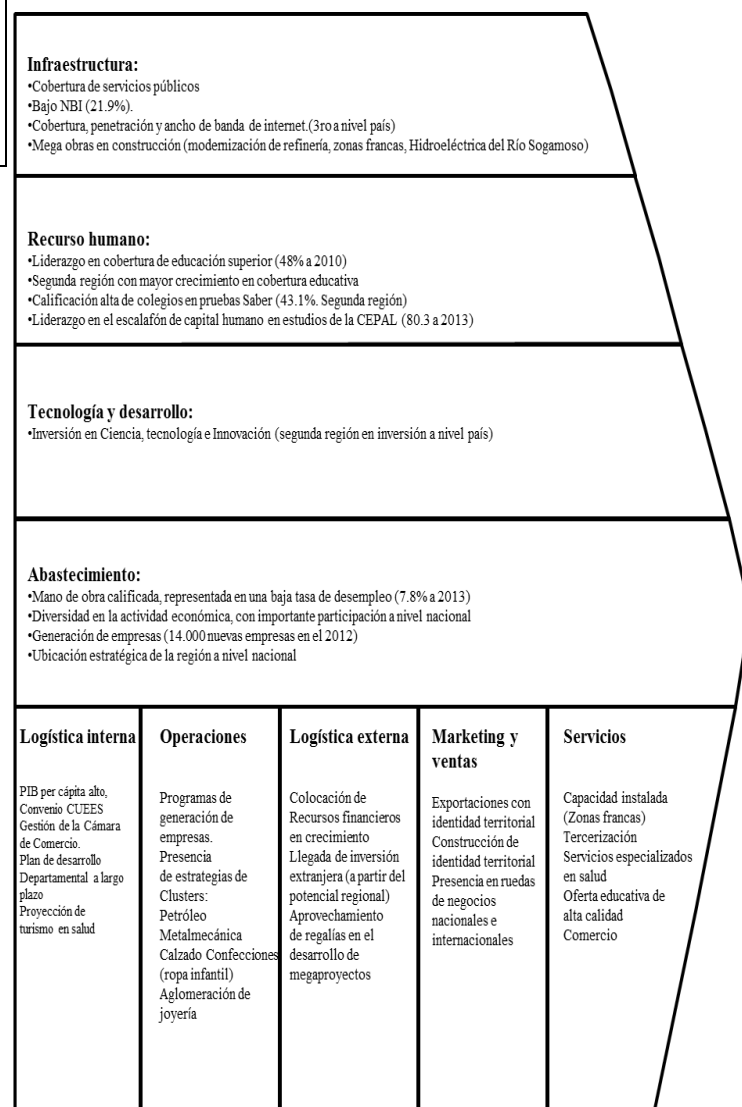 Infraestructura:
•Cobertura de servicios públicos
•Bajo NBI (21.9%).
•Cobertura, penetración y ancho de banda de internet.(3ro a nivel país)
•Mega obras en construcción (modernización de refinería, zonas francas, Hidroeléctrica del Río Sogamoso)
Recurso humano:
•Liderazgo en cobertura de educación superior (48% a 2010)
•Segunda región con mayor crecimiento en cobertura educativa
•Calificación alta de colegios en pruebas Saber (43.1%. Segunda región)
•Liderazgo en el escalafón de capital humano en estudios de la CEPAL (80.3 a 2013)
Tecnología y desarrollo:
•Inversión en Ciencia, tecnología e Innovación (segunda región en inversión a nivel país)
Abastecimiento:
•Mano de obra calificada, representada en una baja tasa de desempleo (7.8% a 2013)
•Diversidad en la actividad económica, con importante participación a nivel nacional
•Generación de empresas (14.000 nuevas empresas en el 2012)
•Ubicación estratégica de la región a nivel nacional
Logística interna
PIB per cápita alto,
Convenio CUEES
Gestión de la Cámara
de Comercio.
Plan de desarrollo
Departamental a largo
plazo
Proyección de
turismo en salud
Operaciones
Programas de
generación de
empresas.
Presencia
de estrategias de
Clusters:
Petróleo
Metalmecánica
Calzado Confecciones
(ropa infantil)
Aglomeración de
joyería
Logística externa
Colocación de
Recursos financieros
en crecimiento
Llegada de inversión
extranjera (a partir del
potencial regional)
Aprovechamiento
de regalías en el
desarrollo de
megaproyectos
Marketing y
ventas
Exportaciones con
identidad territorial
Construcción de
identidad territorial
Presencia en ruedas
de negocios
nacionales e
internacionales
Servicios
Capacidad instalada
(Zonas francas)
Tercerización
Servicios especializados
en salud
Oferta educativa de
alta calidad
Comercio